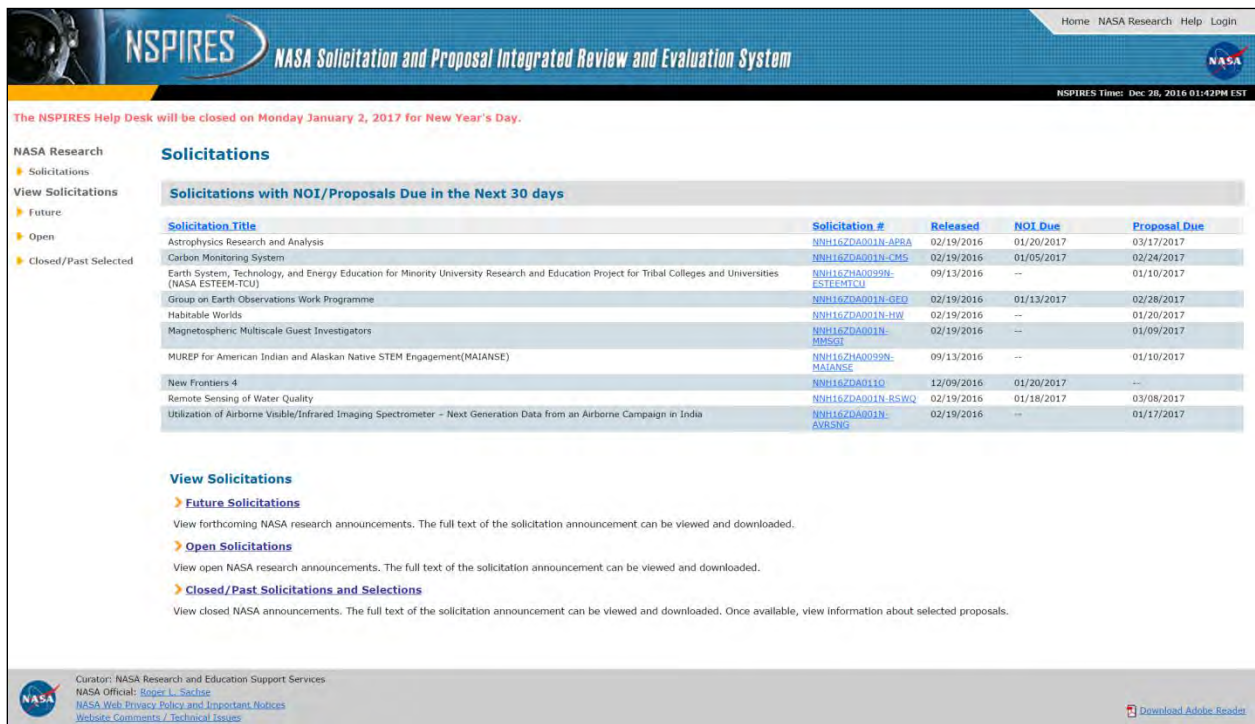 Home NASA Research Help Login
NSPIRES NASA Solicitation and Proposal Integrated Review and Evaluation System
NASA
NSPIRES Time: Dec 28, 2016 01:42PM EST
The NSPIRES Help Desk will be closed on Monday January 2, 2017 for New Year's Day.
NASA Research
Solicitations
View Solicitations
Future
Open
Closed/Past Selected
Solicitations
Solicitations with NOI/Proposals Due in the Next 30 days
Solicitation Title Solicitation # Released NOI Due Proposal Due
Astrophysics Research and Analysis NNH16ZDA001N-APRA 02/19/2016 01/20/2017 03/17/2017
Carbon Monitoring System NNH16ZDA001N-CMS 02/19/2016 01/05/2017 02/24/2017
Earth System, Technology, and Energy Education for Minority University Research and Education Project for Tribal Colleges and Universities NNH16ZHA0099N- 09/13/2016 -- 01/10/2017
(NASA ESTEEM-TCU) ESTEEMTCU
Group on Earth Observations Work Programme NNH16ZDA001N-GEO 02/19/2016 01/13/2017 02/28/2017
Habitable Worlds NNH16ZDA001N-HW 02/19/2016 -- 01/20/2017
Magnetospheric Multiscale Guest Investigators NNH16ZDA001N- 02/19/2016 -- 01/09/2017
MMSGI
MUREP for American Indian and Alaskan Native STEM Engagement(MAIANSE) NNH16ZHA0099N- 09/13/2016 -- 01/10/2017
MAIANSE
New Frontiers 4 NNH16ZDA011O 12/09/2016 01/20/2017 --
Remote Sensing of Water Quality NNH16ZDA001N-RSWQ 02/19/2016 01/18/2017 03/08/2017
Utilization of Airborne Visible/Infrared Imaging Spectrometer – Next Generation Data from an Airborne Campaign in India NNH16ZDA001N- 02/19/2016 -- 01/17/2017
AVRSNG
View Solicitations
Future Solicitations
View forthcoming NASA research announcements. The full text of the solicitation announcement can be viewed and downloaded.
Open Solicitations
View open NASA research announcements. The full text of the solicitation announcement can be viewed and downloaded.
Closed/Past Solicitations and Selections
View closed NASA announcements. The full text of the solicitation announcement can be viewed and downloaded. Once available, view information about selected proposals.
NASA
Curator: NASA Research and Education Support Services
NASA Official: Roger L. Sachse
NASA Web Privacy Policy and Important Notices
Website Comments / Technical Issues
Download Adobe Reader